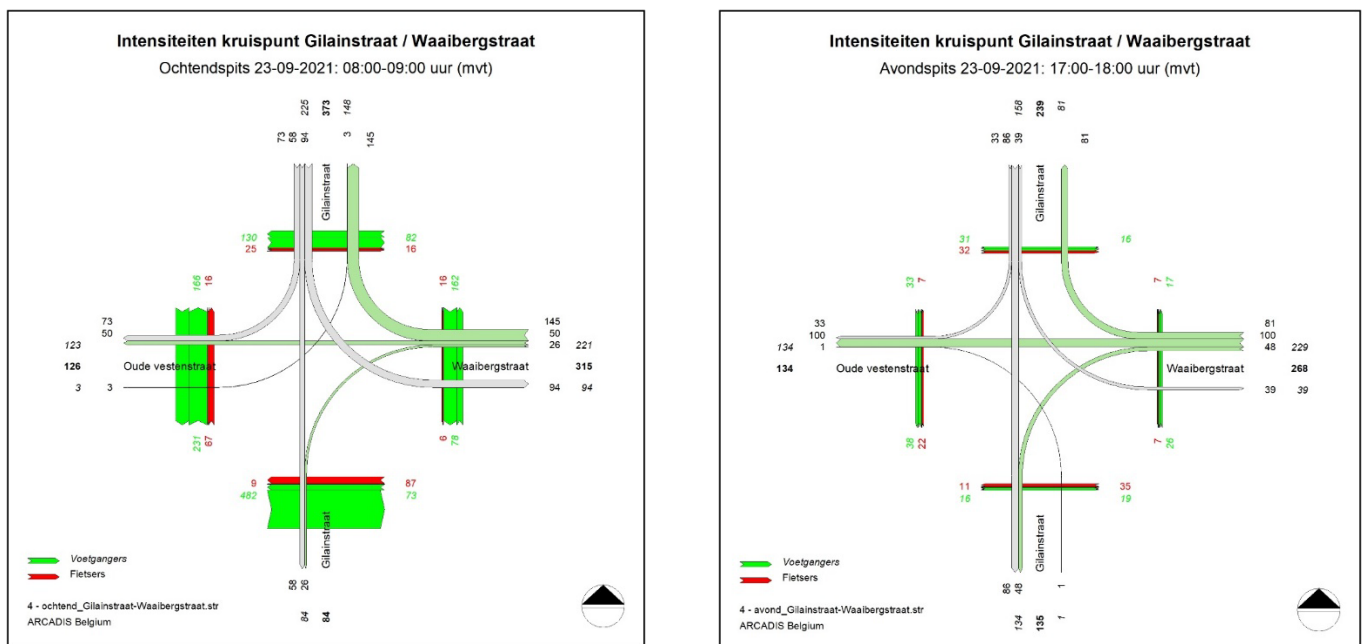 Intensiteiten kruispunt Gilainstraat / Waaibergstraat
Ochtendspits 23-09-2021: 08:00-09:00 uur (mvt)
225 373 148
73 58 94 3 145
Gilainstraat
130 82
25 16
166 16 16 162
73 145
50 50
123 26 221
126 Oude vestenstraat Waaibergstraat 315
3 3 94 94
231 67 6 78
9 87
482 73
Gilainstraat
Voetgangers
Fietsers
58 26
84 84
4 - ochtend_Gilainstraat-Waaibergstraat.str
ARCADIS Belgium
Intensiteiten kruispunt Gilainstraat / Waaibergstraat
Avondspits 23-09-2021: 17:00-18:00 uur (mvt)
158 239 81
33 86 39 81
Gilainstraat
31 16
32
33 7 7 17
33 81
100 100
134 1 48 229
134 Oude vestenstraat Waaibergstraat 268
39 39
38 22 7 26
11 35
16 19
Gilainstraat
Voetgangers
Fietsers
86 48 1
134 135 1
4 - avond_Gilainstraat-Waaibergstraat.str
ARCADIS Belgium